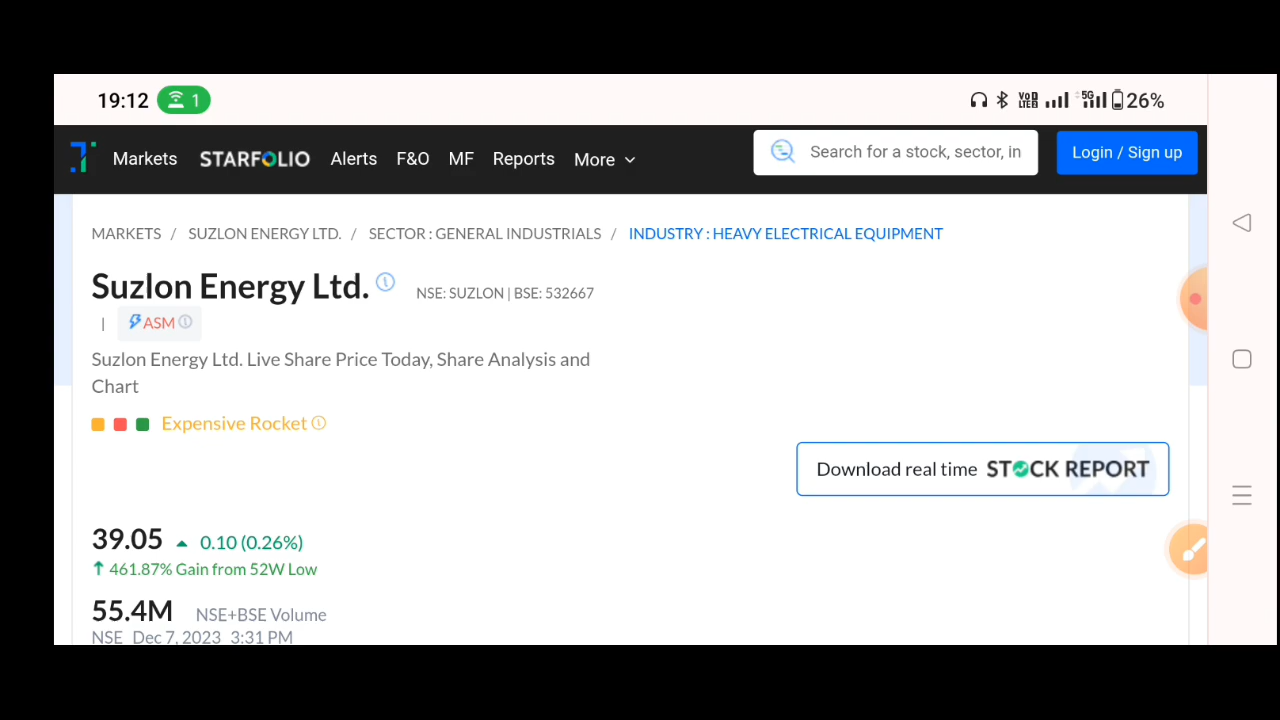 19:12 1 VoD LTEB 5G 26%
Markets STARFOLIO Alerts F&O MF Reports More Search for a stock, sector, in Login / Sign up
MARKETS / SUZLON ENERGY LTD. / SECTOR : GENERAL INDUSTRIALS / INDUSTRY : HEAVY ELECTRICAL EQUIPMENT
Suzlon Energy Ltd. NSE: SUZLON | BSE: 532667
| ASM
Suzlon Energy Ltd. Live Share Price Today, Share Analysis and
Chart
Expensive Rocket
Download real time STOCK REPORT
39.05 0.10 (0.26%)
461.87% Gain from 52W Low
55.4M NSE+BSE Volume
NSE Dec 7, 2023 3:31 PM